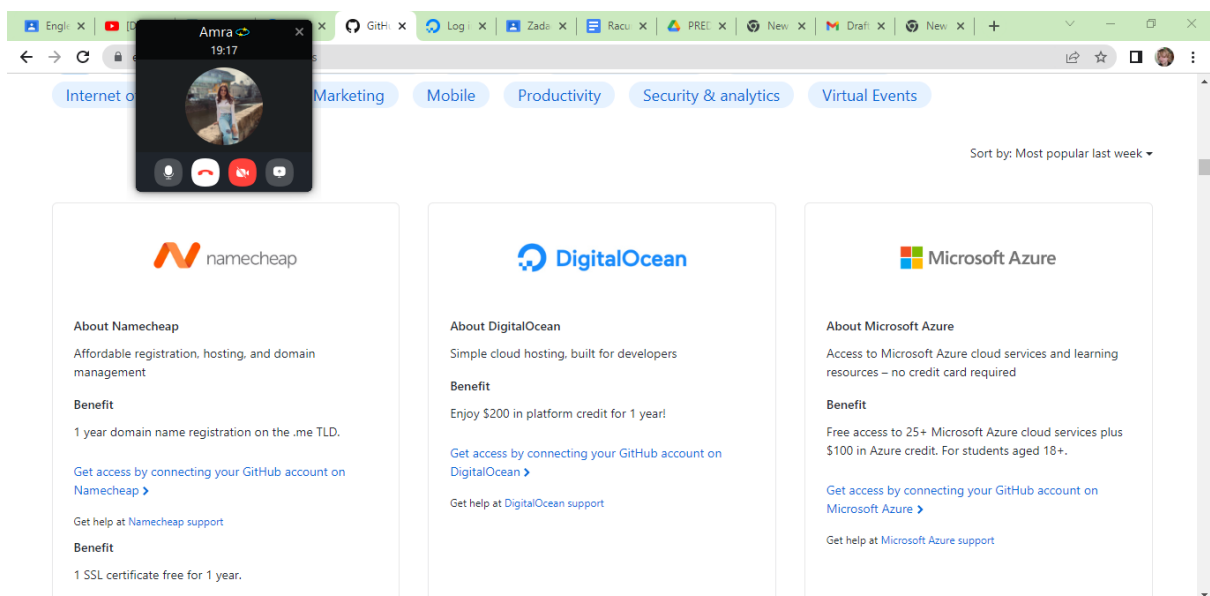 Engle
[D
GitHu
Log i
Zada
Racu
PRED
New
Draft
New
Amra
19:17
Internet o
Marketing
Mobile
Productivity
Security & analytics
Virtual Events
Sort by: Most popular last week
namecheap
About Namecheap
Affordable registration, hosting, and domain
management
Benefit
1 year domain name registration on the .me TLD.
Get access by connecting your GitHub account on
Namecheap >
Get help at Namecheap support
Benefit
1 SSL certificate free for 1 year.
DigitalOcean
About DigitalOcean
Simple cloud hosting, built for developers
Benefit
Enjoy $200 in platform credit for 1 year!
Get access by connecting your GitHub account on
DigitalOcean >
Get help at DigitalOcean support
Microsoft Azure
About Microsoft Azure
Access to Microsoft Azure cloud services and learning
resources – no credit card required
Benefit
Free access to 25+ Microsoft Azure cloud services plus
$100 in Azure credit. For students aged 18+.
Get access by connecting your GitHub account on
Microsoft Azure >
Get help at Microsoft Azure support